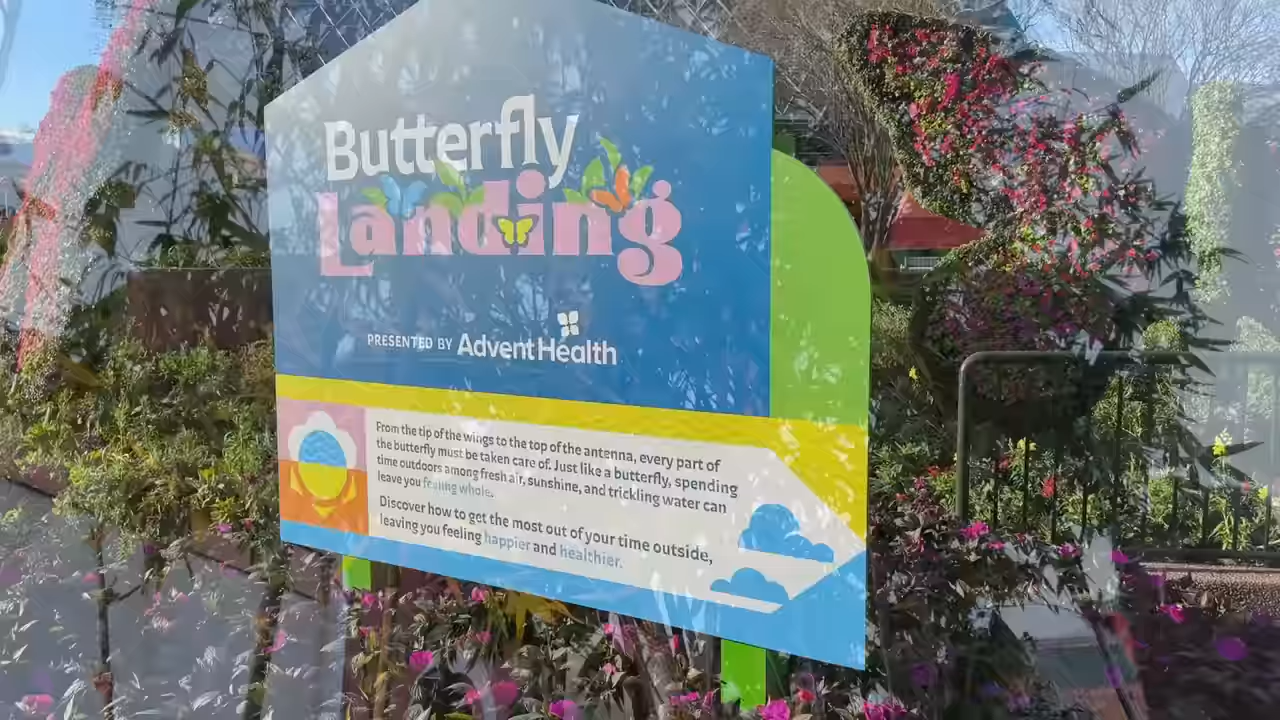 Butterfly
Landing
PRESENTED BY AdventHealth
From the tip of the wings to the top of the antenna, every part of
the butterfly must be taken care of. Just like a butterfly, spending
time outdoors among fresh air, sunshine, and trickling water can
leave you feeling whole.
Discover how to get the most out of your time outside,
leaving you feeling happier and healthier.